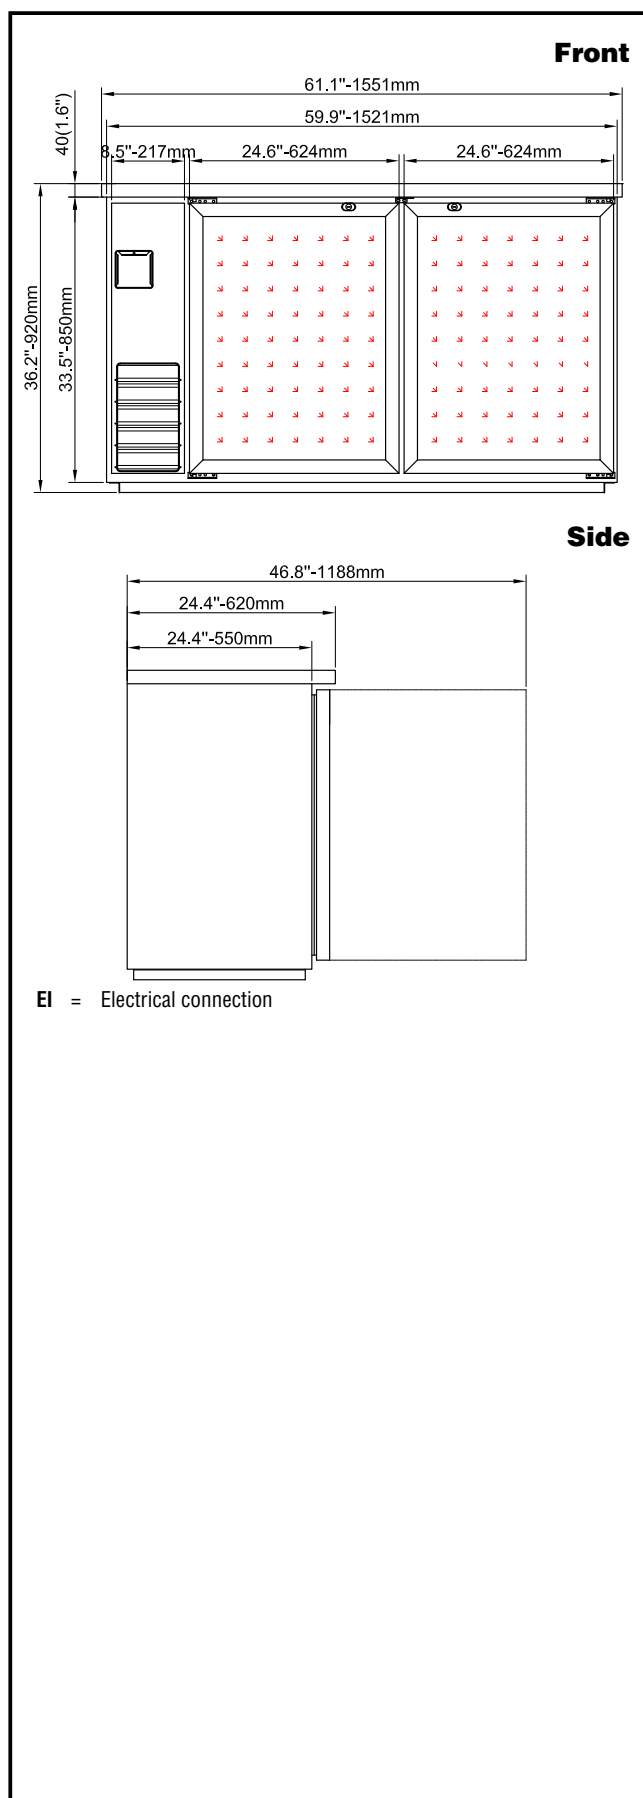 Front
61.1"-1551mm
59.9"-1521mm
40(1.6")
8.5"-217mm 24.6"-624mm 24.6"-624mm
36.2"-920mm
33.5"-850mm
Side
46.8"-1188mm
24.4"-620mm
24.4"-550mm
EI = Electrical connection